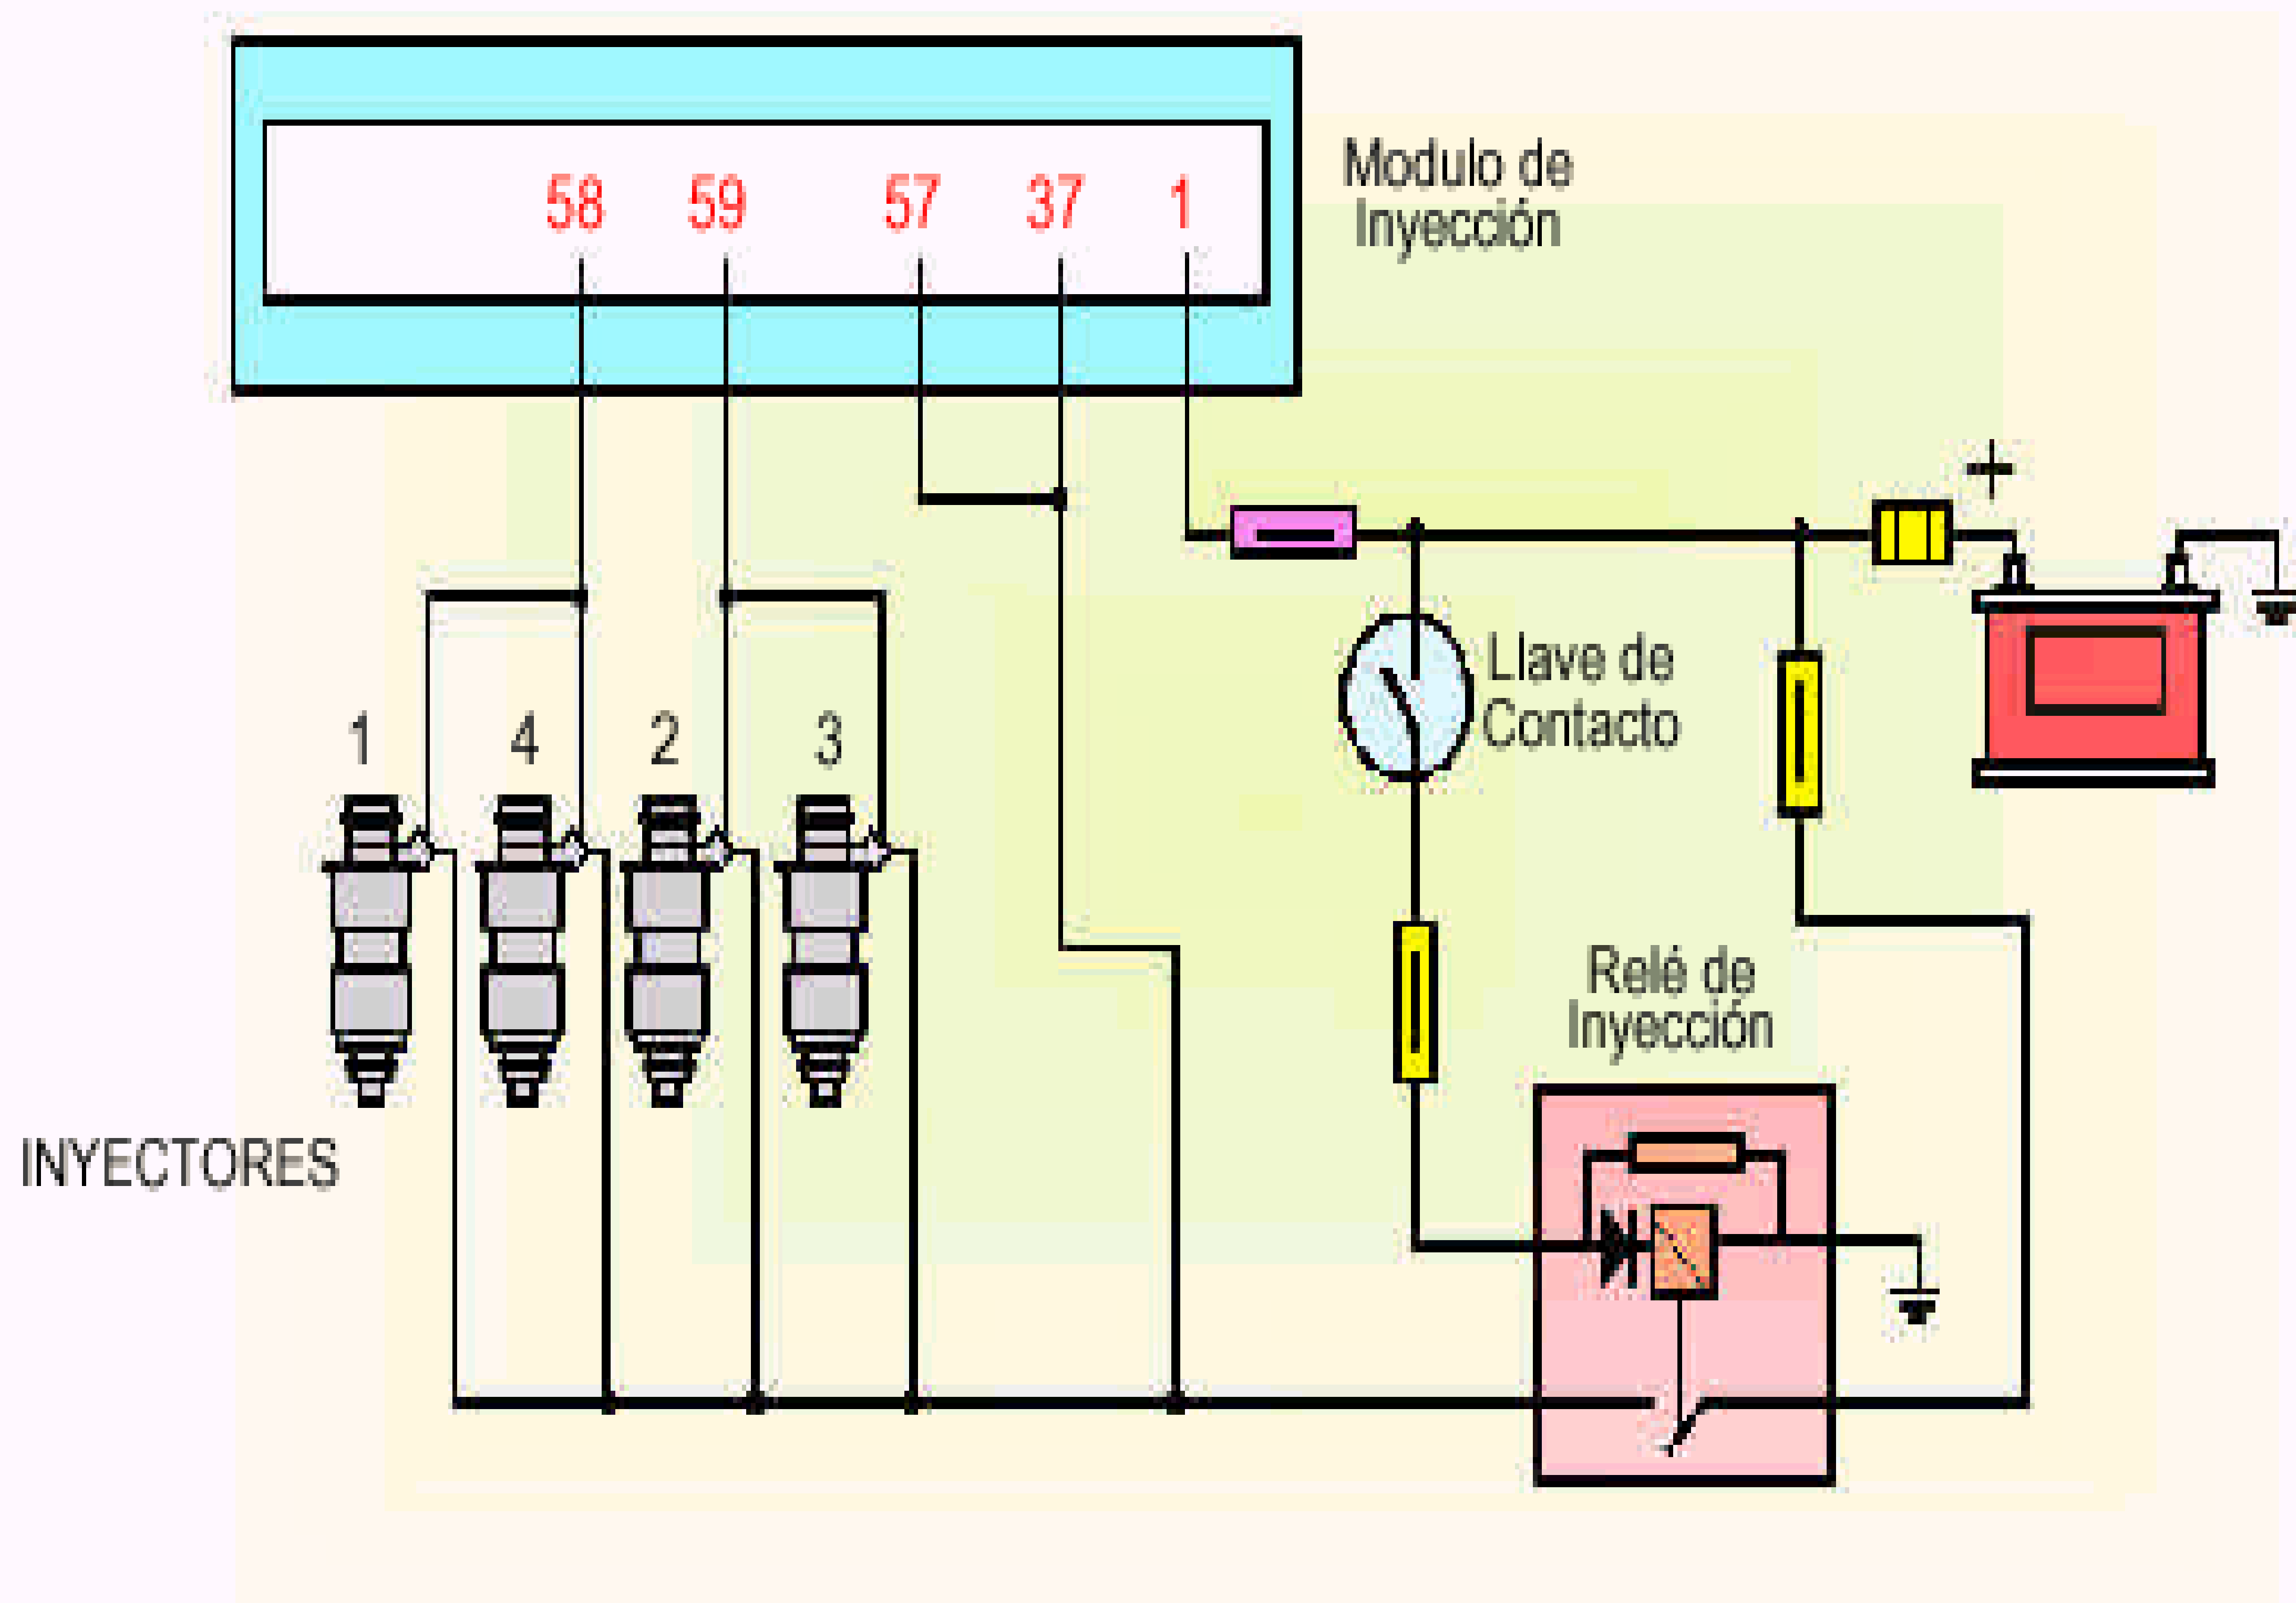 58 59 57 37 1
Modulo de
Inyección
+
Llave de
Contacto
1 4 2 3
Relé de
Inyección
INYECTORES